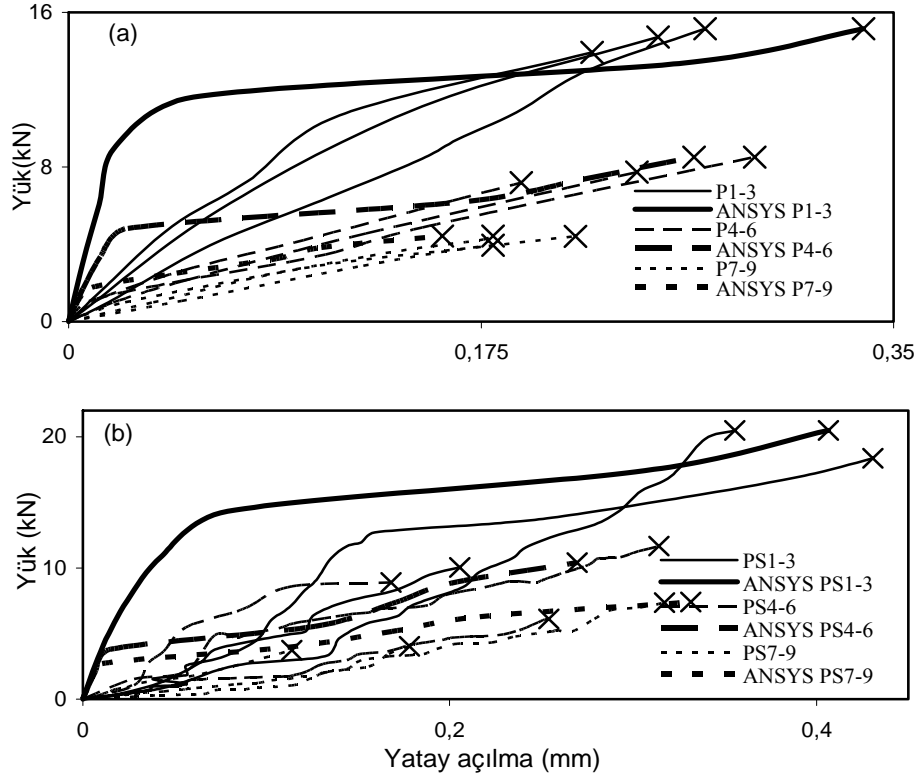 16
(a)
Yük(kN)
8
P1-3
ANSYS P1-3
P4-6
ANSYS P4-6
P7-9
ANSYS P7-9
0
0
0,175
0,35
(b)
20
Yük (kN)
10
PS1-3
ANSYS PS1-3
PS4-6
ANSYS PS4-6
PS7-9
ANSYS PS7-9
0
0
0,2
0,4
Yatay açılma (mm)